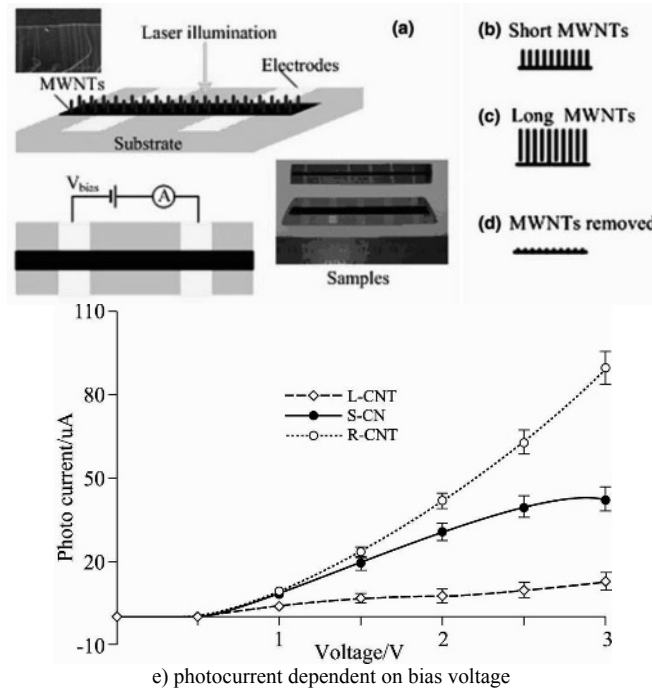 Laser illumination
(a)
Electrodes
MWNTs
Substrate
V_bias
A
Samples
(b) Short MWNTs
(c) Long MWNTs
(d) MWNTs removed
110
80
50
20
-10
Photo current/uA
L-CNT
S-CN
R-CNT
1
2
3
Voltage/V
e) photocurrent dependent on bias voltage